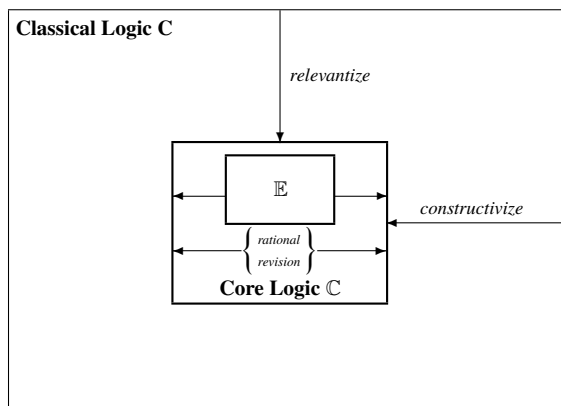 Classical Logic C
relevantize
𝔼
constructivize
rational
revision
Core Logic ℂ